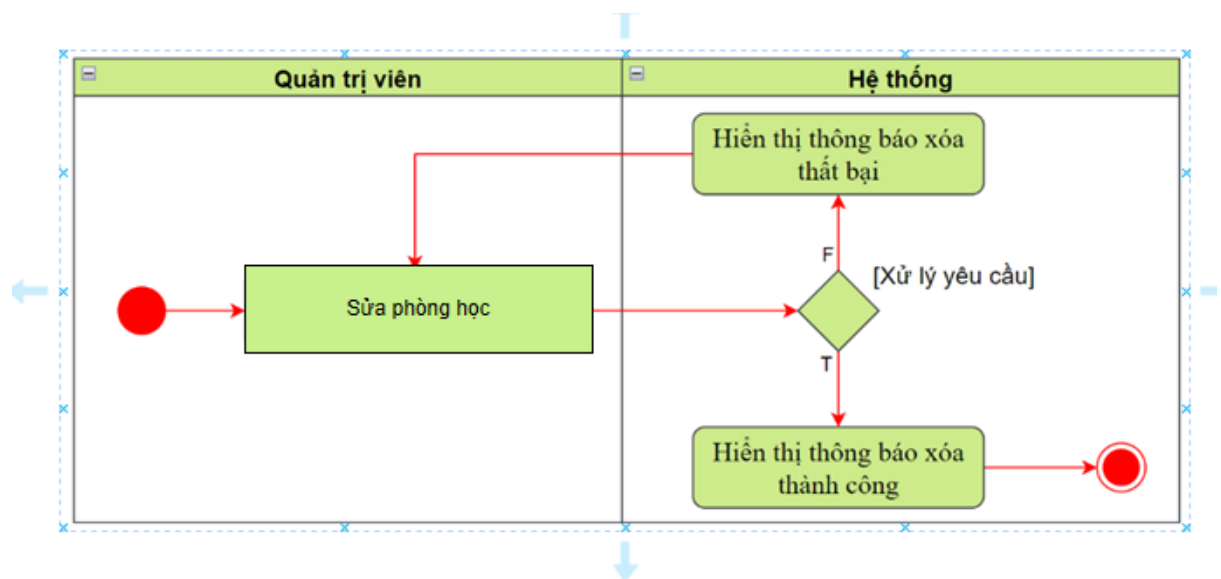 Quản trị viên
Hệ thống
Hiển thị thông báo xóa
thất bại
F
[Xử lý yêu cầu]
Sửa phòng học
T
Hiển thị thông báo xóa
thành công